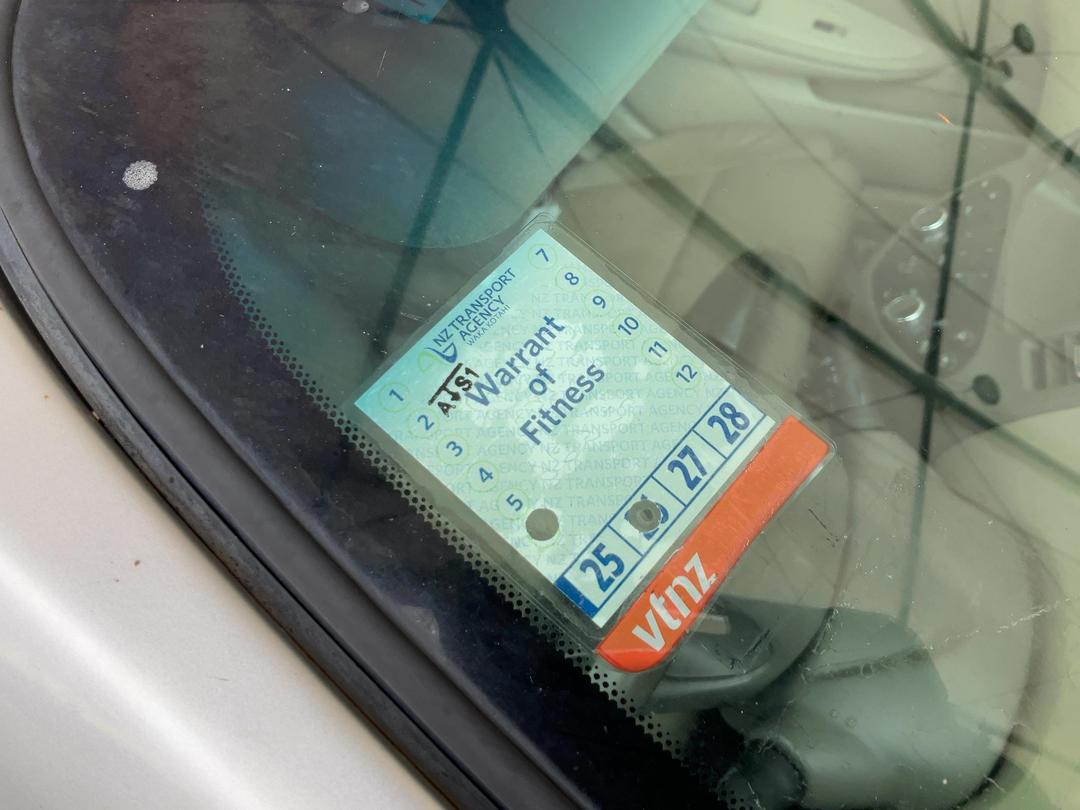 NZ TRANSPORT
AGENCY
WAKA KOTAHI
Warrant
of
Fitness
1
2
3
4
5
7
8
9
10
11
12
25
27
28
vtnz